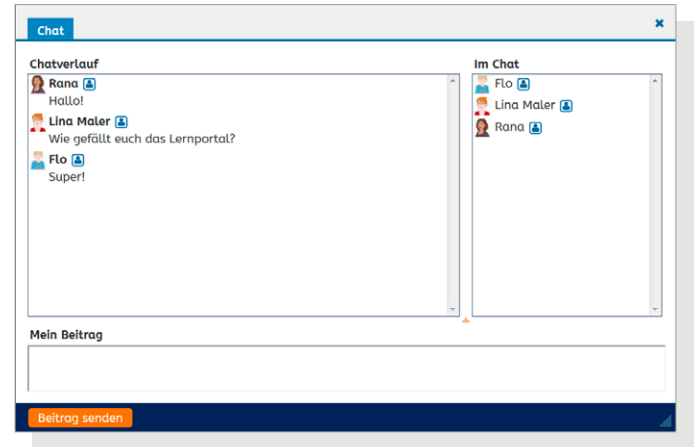 Chat
Chatverlauf
Rana
Hallo!
Lina Maler
Wie gefällt euch das Lernportal?
Flo
Super!
Im Chat
Flo
Lina Maler
Rana
Mein Beitrag
Beitrag senden